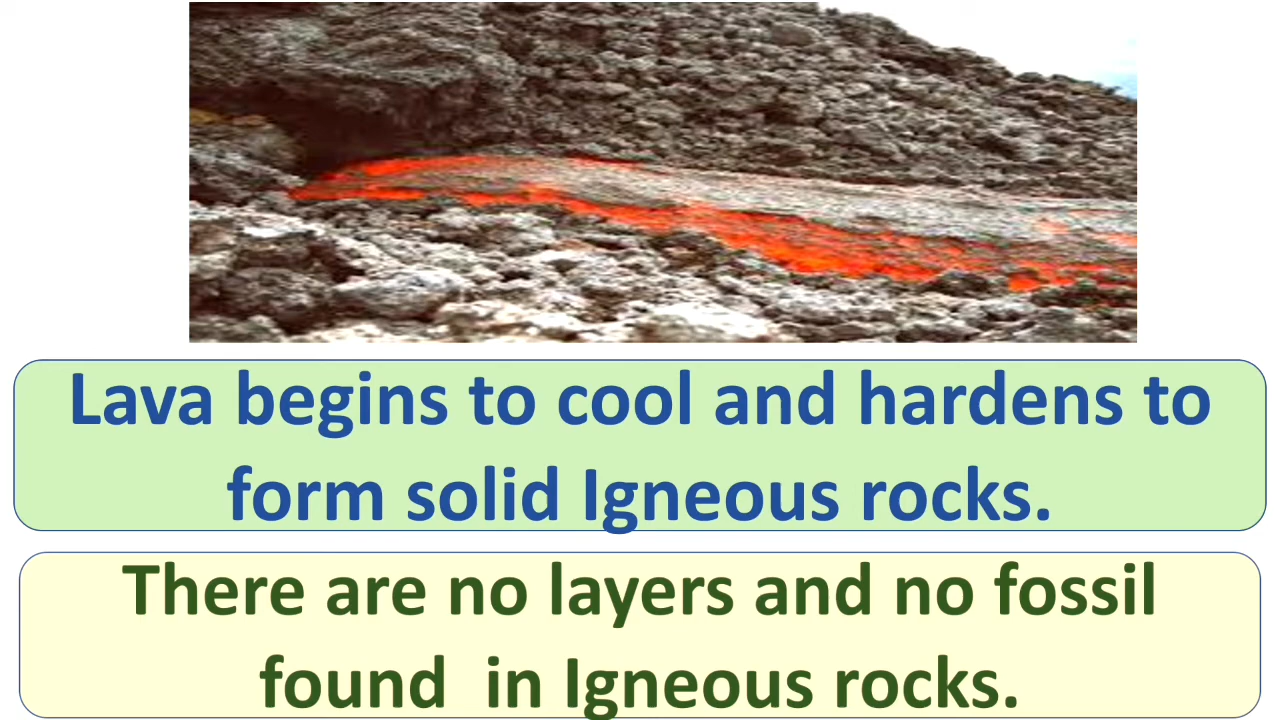 Lava begins to cool and hardens to
form solid Igneous rocks.
There are no layers and no fossil
found  in Igneous rocks.